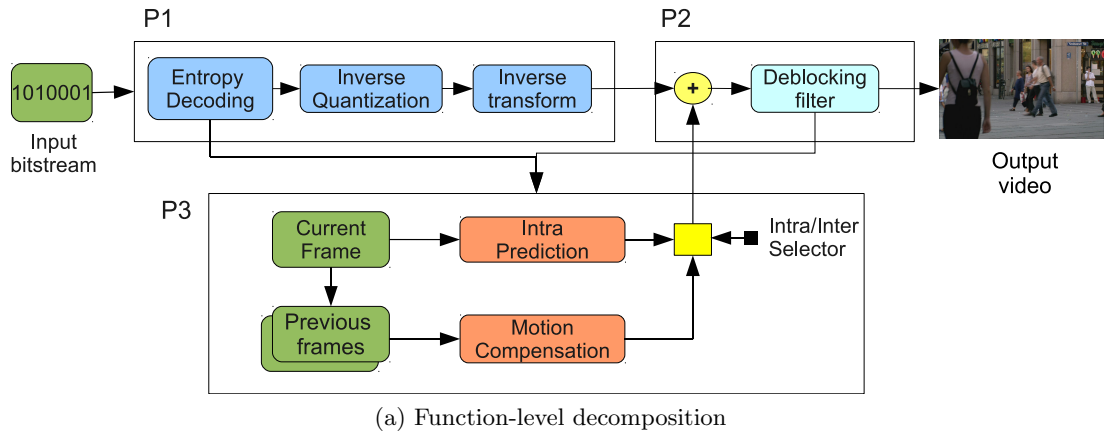 P1
P2
1010001
Entropy
Decoding
Inverse
Quantization
Inverse
transform
+
Deblocking
filter
Input
bitstream
Output
video
P3
Current
Frame
Intra
Prediction
Intra/Inter
Selector
Previous
frames
Motion
Compensation
(a) Function-level decomposition